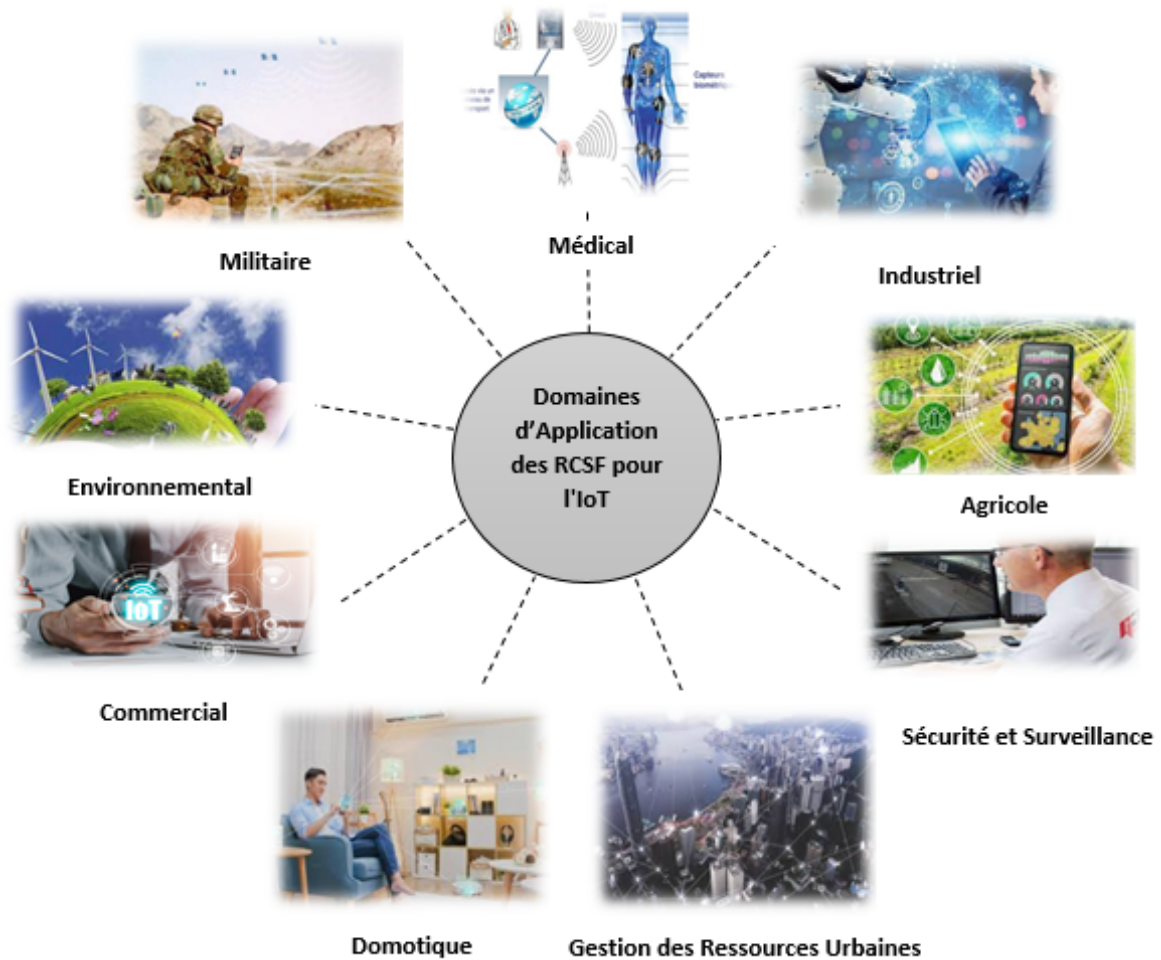 Capteurs
Militaire
Médical
Industriel
Domaines
d'Application
des RCSF pour
l'IoT
Environnemental
Agricole
IoT
Commercial
Sécurité et Surveillance
Domotique
Gestion des Ressources Urbaines